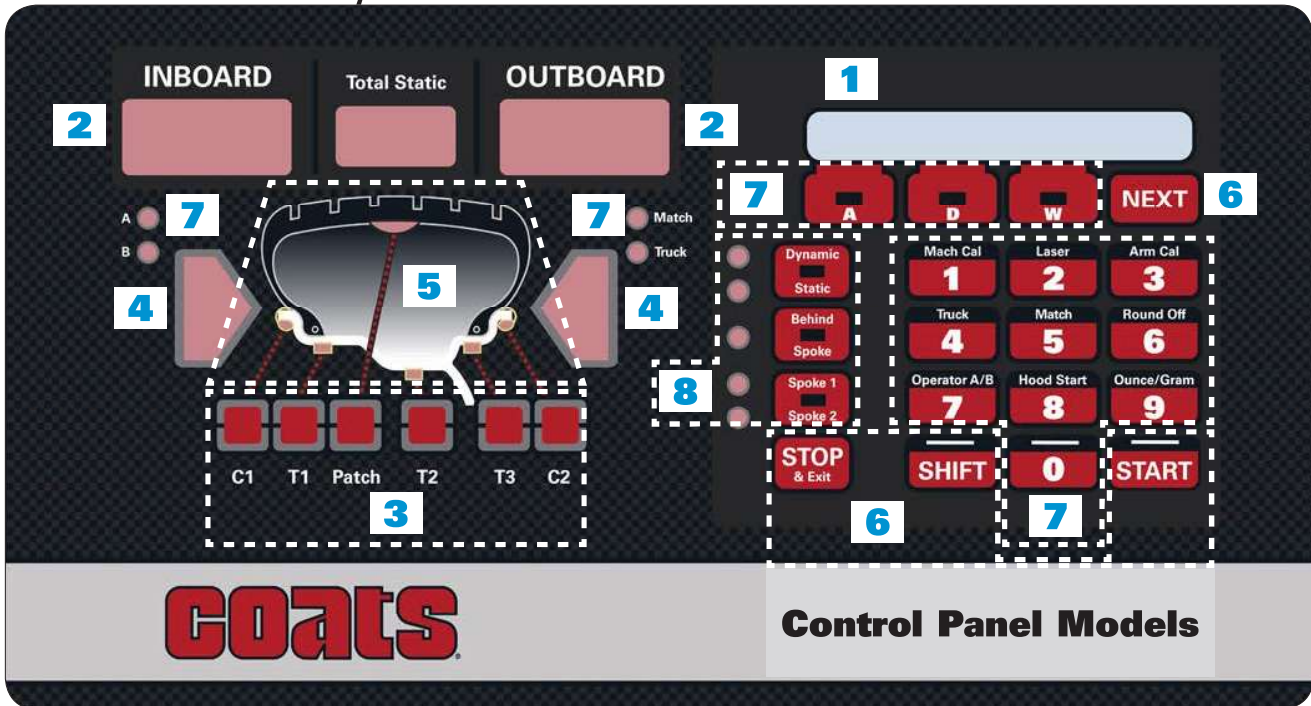 INBOARD Total Static OUTBOARD
1
2 2
A 7 7 Match
B Truck
7 A D W NEXT 6
4 5 4
Dynamic
Static
Mach Cal Laser Arm Cal
1 2 3
Behind
Spoke
Truck Match Round Off
4 5 6
8 Spoke 1
Spoke 2
Operator A/B Hood Start Ounce/Gram
7 8 9
STOP
& Exit
SHIFT 0 START
C1 T1 Patch T2 T3 C2
3 6 7
coats
Control Panel Models